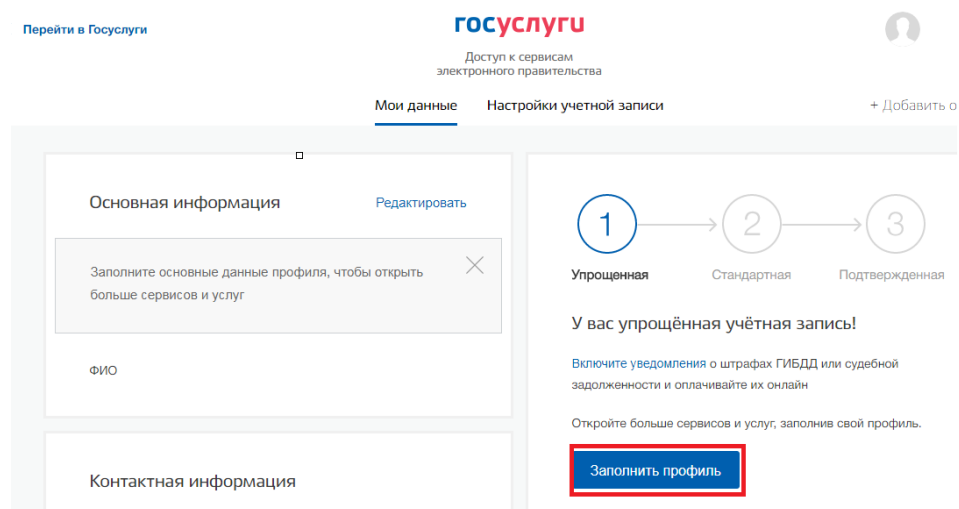 Перейти в Госуслуги
госуслуги
Доступ к сервисам
электронного правительства
Мои данные
Настройки учетной записи
+ Добавить о
Основная информация
Редактировать
Заполните основные данные профиля, чтобы открыть
больше сервисов и услуг
ФИО
Контактная информация
1
2
3
Упрощенная
Стандартная
Подтвержденная
У вас упрощённая учётная запись!
Включите уведомления о штрафах ГИБДД или судебной
задолженности и оплачивайте их онлайн
Откройте больше сервисов и услуг, заполнив свой профиль.
Заполнить профиль